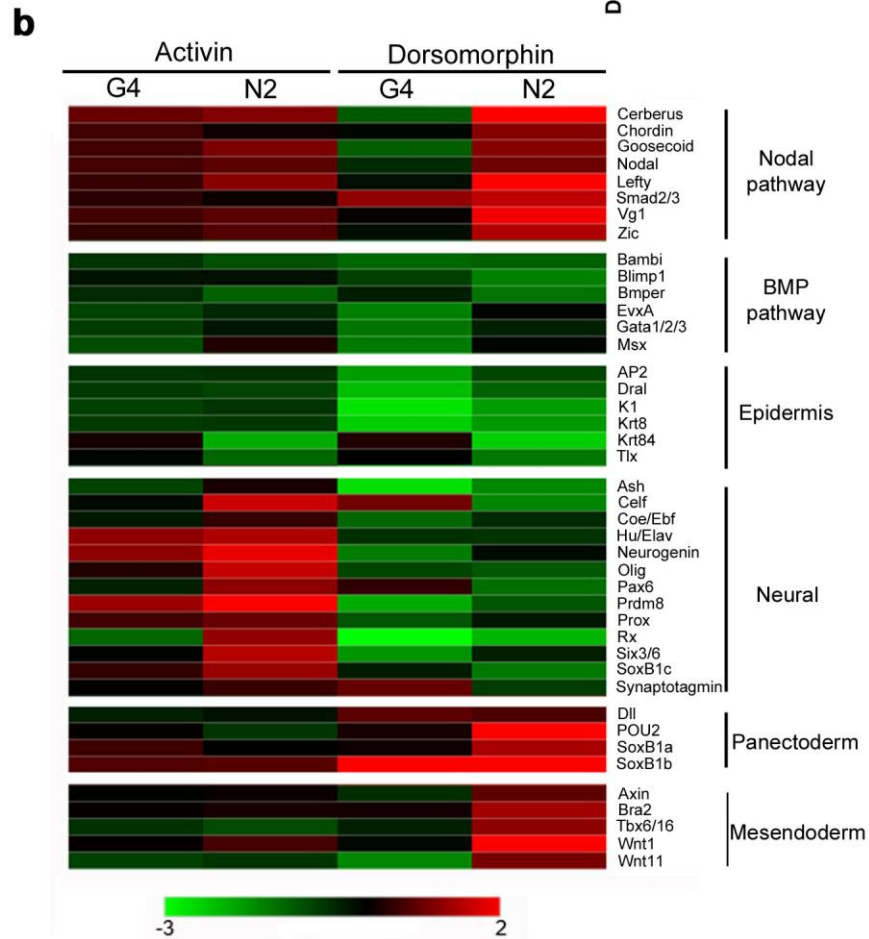 D
b
Activin Dorsomorphin
G4 N2 G4 N2
Cerberus
Chordin
Goosecoid
Nodal
Lefty
Smad2/3
Vg1
Zic
Nodal
pathway
Bambi
Blimp1
Bmper
EvxA
Gata1/2/3
Msx
BMP
pathway
AP2
Dral
K1
Krt8
Krt84
Tlx
Epidermis
Ash
Celf
Coe/Ebf
Hu/Elav
Neurogenin
Olig
Pax6
Prdm8
Prox
Rx
Six3/6
SoxB1c
Synaptotagmin
Neural
Dll
POU2
SoxB1a
SoxB1b
Panectoderm
Axin
Bra2
Tbx6/16
Wnt1
Wnt11
Mesendoderm
-3 2